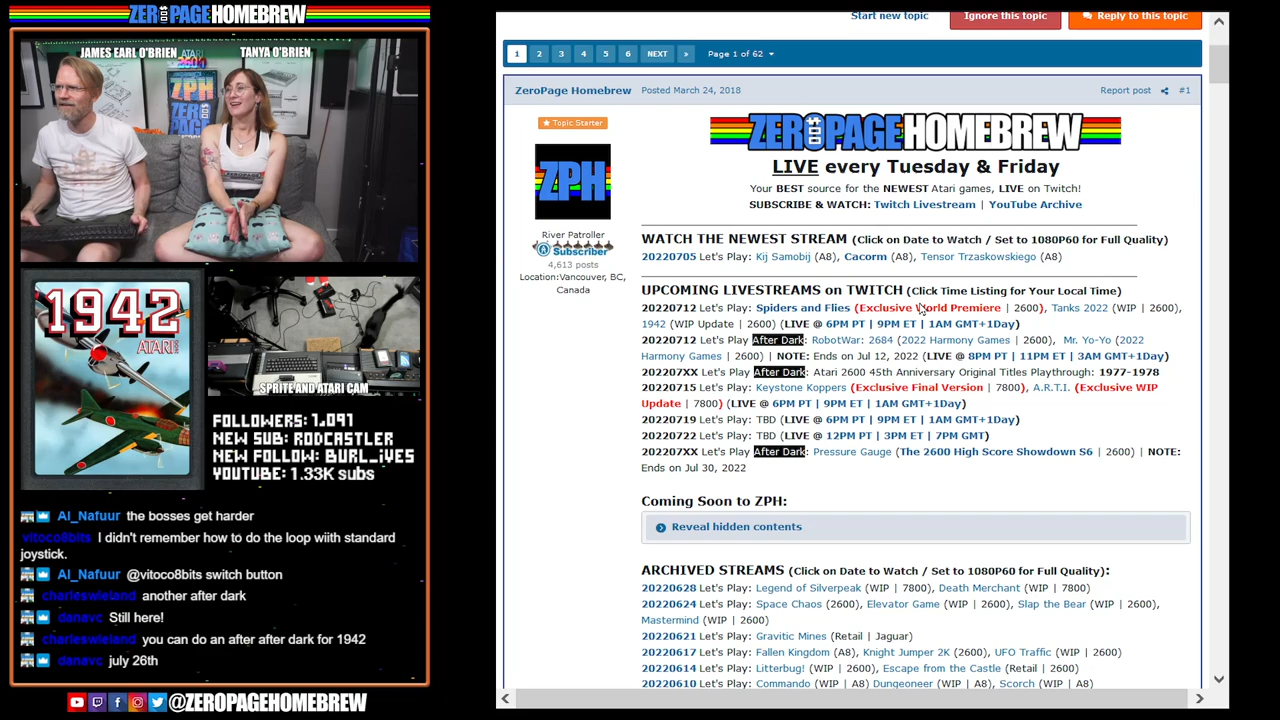 ZERO PAGE HOMEBREW
JAMES EARL O'BRIEN
TANYA O'BRIEN
ZPH
1942
ATARI
SPRITE AND ATARI CAM
FOLLOWERS: 1,091
NEW SUB: RODCASTLER
NEW FOLLOW: BURL_IVES
YOUTUBE: 1.33K subs
Al_Nafuur the bosses get harder
vitoco8bits I didn't remember how to do the loop wiith standard
joystick.
Al_Nafuur @vitoco8bits switch button
charleswieland another after dark
danavc Still here!
charleswieland you can do an after after dark for 1942
danavc july 26th
@ZEROPAGEHOMEBREW
Start new topic
Ignore this topic
Reply to this topic
1 2 3 4 5 6 NEXT » Page 1 of 62
ZeroPage Homebrew Posted March 24, 2018 Report post #1
Topic Starter
ZPH
River Patroller
Subscriber
4,613 posts
Location:Vancouver, BC,
Canada
ZEROPAGEHOMEBREW
LIVE every Tuesday & Friday
Your BEST source for the NEWEST Atari games, LIVE on Twitch!
SUBSCRIBE & WATCH: Twitch Livestream | YouTube Archive
WATCH THE NEWEST STREAM (Click on Date to Watch / Set to 1080P60 for Full Quality)
20220705 Let's Play: Kij Samobij (A8), Cacorm (A8), Tensor Trzaskowskiego (A8)
UPCOMING LIVESTREAMS on TWITCH (Click Time Listing for Your Local Time)
20220712 Let's Play: Spiders and Flies (Exclusive World Premiere | 2600), Tanks 2022 (WIP | 2600),
1942 (WIP Update | 2600) (LIVE @ 6PM PT | 9PM ET | 1AM GMT+1Day)
20220712 Let's Play After Dark: RobotWar: 2684 (2022 Harmony Games | 2600), Mr. Yo-Yo (2022
Harmony Games | 2600) | NOTE: Ends on Jul 12, 2022 (LIVE @ 8PM PT | 11PM ET | 3AM GMT+1Day)
202207XX Let's Play After Dark: Atari 2600 45th Anniversary Original Titles Playthrough: 1977-1978
20220715 Let's Play: Keystone Koppers (Exclusive Final Version | 7800), A.R.T.I. (Exclusive WIP
Update | 7800) (LIVE @ 6PM PT | 9PM ET | 1AM GMT+1Day)
20220719 Let's Play: TBD (LIVE @ 6PM PT | 9PM ET | 1AM GMT+1Day)
20220722 Let's Play: TBD (LIVE @ 12PM PT | 3PM ET | 7PM GMT)
202207XX Let's Play After Dark: Pressure Gauge (The 2600 High Score Showdown S6 | 2600) | NOTE:
Ends on Jul 30, 2022
Coming Soon to ZPH:
Reveal hidden contents
ARCHIVED STREAMS (Click on Date to Watch / Set to 1080P60 for Full Quality):
20220628 Let's Play: Legend of Silverpeak (WIP | 7800), Death Merchant (WIP | 7800)
20220624 Let's Play: Space Chaos (2600), Elevator Game (WIP | 2600), Slap the Bear (WIP | 2600),
Mastermind (WIP | 2600)
20220621 Let's Play: Gravitic Mines (Retail | Jaguar)
20220617 Let's Play: Fallen Kingdom (A8), Knight Jumper 2K (2600), UFO Traffic (WIP | 2600)
20220614 Let's Play: Litterbug! (WIP | 2600), Escape from the Castle (Retail | 2600)
20220610 Let's Play: Commando (WIP | A8) Dungeoneer (WIP | A8), Scorch (WIP | A8)